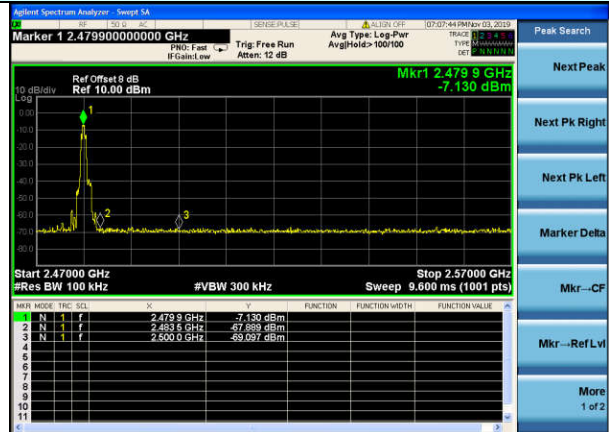 Agilent Spectrum Analyzer - Swept SA
RF 50 Ω AC SENSE:PULSE ALIGN OFF 07:07:44 PM Nov 03, 2019
Marker 1 2.479900000000 GHz
PNO: Fast
IFGain:Low
Trig: Free Run
Atten: 12 dB
Avg Type: Log-Pwr
Avg|Hold>100/100
TRACE 1 2 3 4 5 6
TYPE M W W W W W
DET P N N N N N
Peak Search
Next Peak
Next Pk Right
Next Pk Left
Marker Delta
Mkr→CF
Mkr→Ref Lvl
More
1 of 2
Mkr1 2.479 9 GHz
-7.130 dBm
Ref Offset 8 dB
10 dB/div Ref 10.00 dBm
Log
0.00
-10.0
-20.0
-30.0
-40.0
-50.0
-60.0
-70.0
-80.0
1
2
3
Start 2.47000 GHz Stop 2.57000 GHz
#Res BW 100 kHz #VBW 300 kHz Sweep 9.600 ms (1001 pts)
MKR MODE TRC SCL X Y FUNCTION FUNCTION WIDTH FUNCTION VALUE
1 N 1 f 2.479 9 GHz -7.130 dBm
2 N 1 f 2.483 5 GHz -67.889 dBm
3 N 1 f 2.500 0 GHz -69.097 dBm
4
5
6
7
8
9
10
11